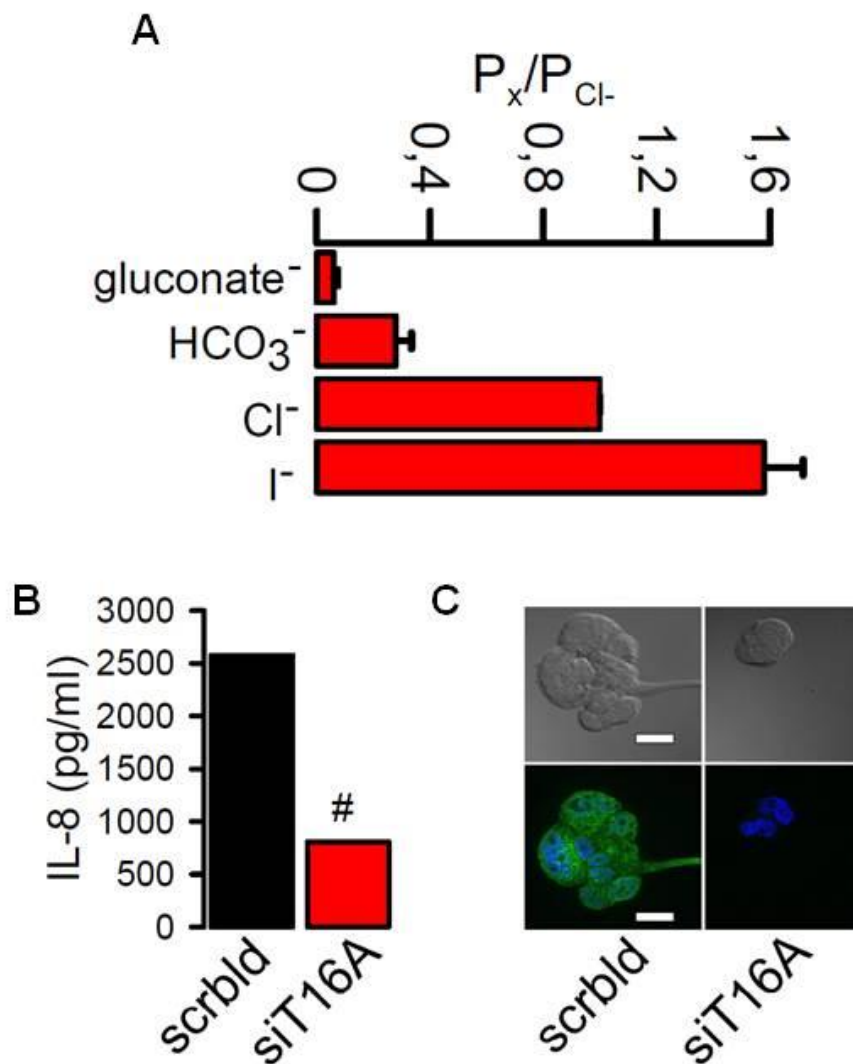 A
Px/PCl-
0 0,4 0,8 1,2 1,6
gluconate⁻
HCO₃⁻
Cl⁻
I⁻
B
IL-8 (pg/ml)
3000
2500
2000
1500
1000
500
0
#
scrbld
siT16A
C
scrbld
siT16A